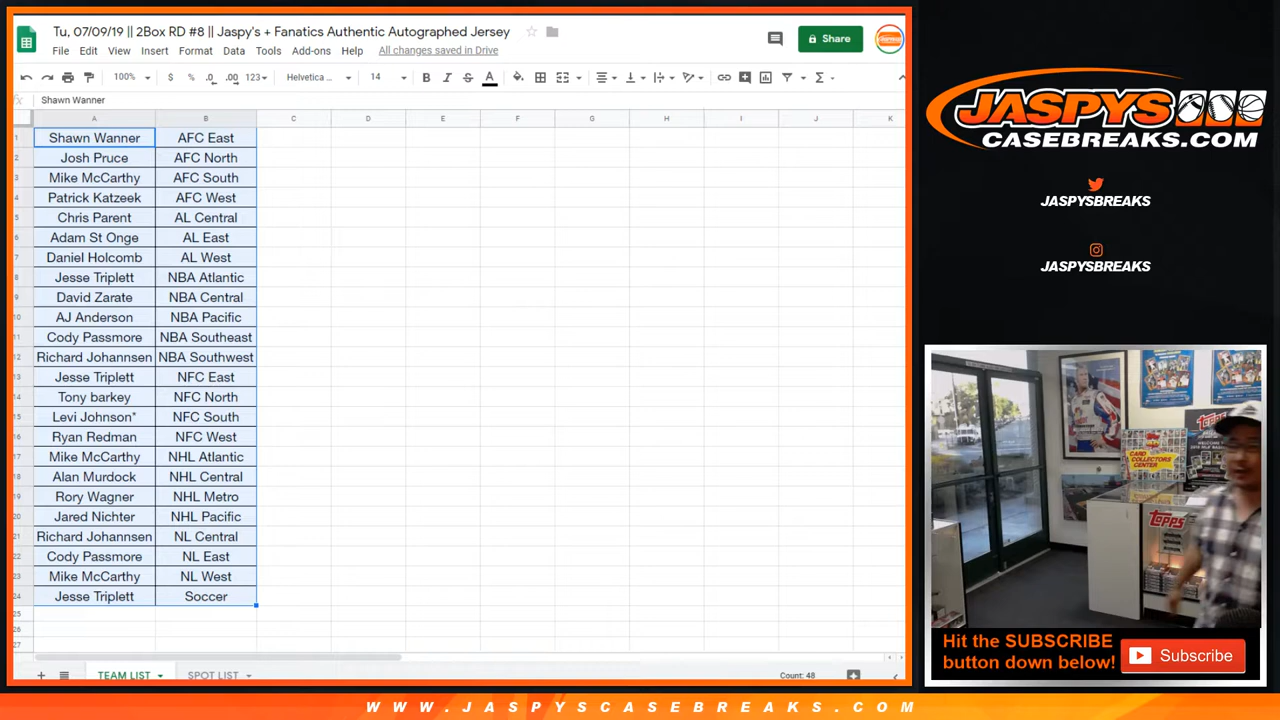 Tu, 07/09/19 || 2Box RD #8 || Jaspy's + Fanatics Authentic Autographed Jersey
File Edit View Insert Format Data Tools Add-ons Help All changes saved in Drive
Share
100% $ % .0 .00 123 Helvetica ... 14 B I S A
fx Shawn Wanner
A B C D E F G H I J K
1 Shawn Wanner AFC East
2 Josh Pruce AFC North
3 Mike McCarthy AFC South
4 Patrick Katzeek AFC West
5 Chris Parent AL Central
6 Adam St Onge AL East
7 Daniel Holcomb AL West
8 Jesse Triplett NBA Atlantic
9 David Zarate NBA Central
10 AJ Anderson NBA Pacific
11 Cody Passmore NBA Southeast
12 Richard Johannsen NBA Southwest
13 Jesse Triplett NFC East
14 Tony barkey NFC North
15 Levi Johnson* NFC South
16 Ryan Redman NFC West
17 Mike McCarthy NHL Atlantic
18 Alan Murdock NHL Central
19 Rory Wagner NHL Metro
20 Jared Nichter NHL Pacific
21 Richard Johannsen NL Central
22 Cody Passmore NL East
23 Mike McCarthy NL West
24 Jesse Triplett Soccer
25
26
27
TEAM LIST SPOT LIST Count: 48
JASPYS
CASEBREAKS.COM
JASPYSBREAKS
JASPYSBREAKS
CARD
COLLECTORS
CENTER
TOPPS
Topps
Hit the SUBSCRIBE
button down below!
Subscribe
WWW.JASPYSCASEBREAKS.COM